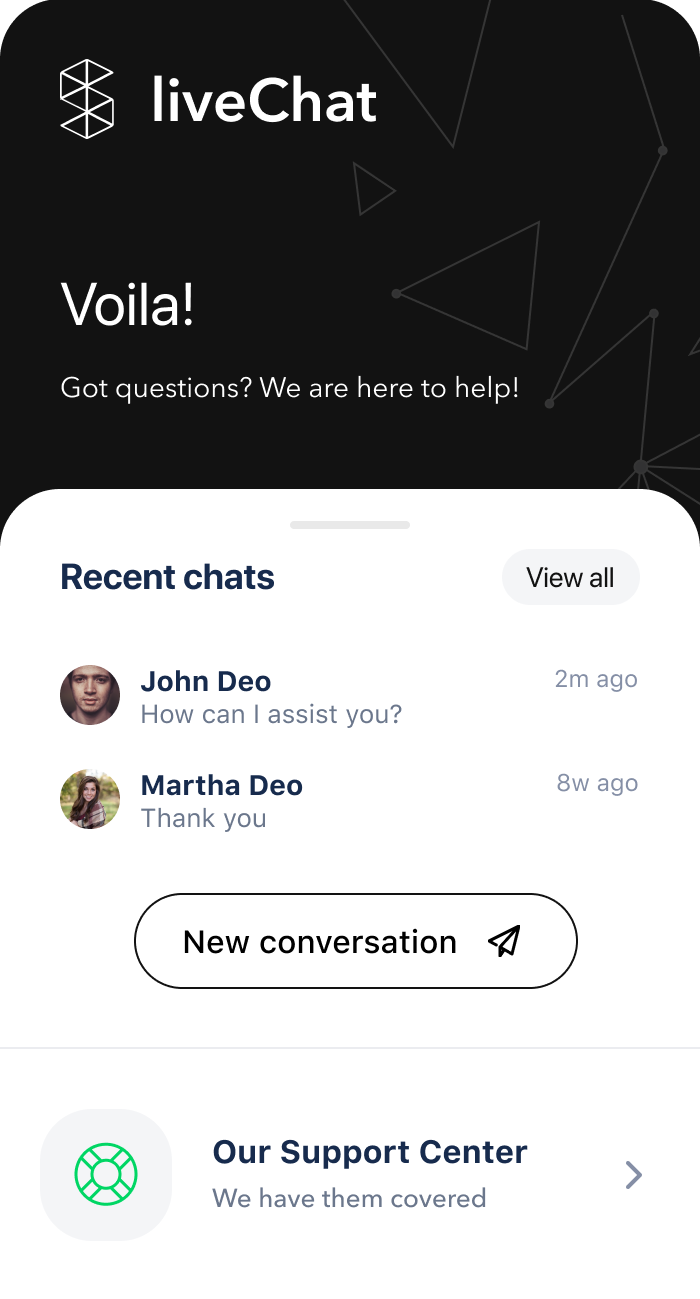 liveChat
Voila!
Got questions? We are here to help!
Recent chats
View all
John Deo
2m ago
How can I assist you?
Martha Deo
8w ago
Thank you
New conversation
Our Support Center
We have them covered